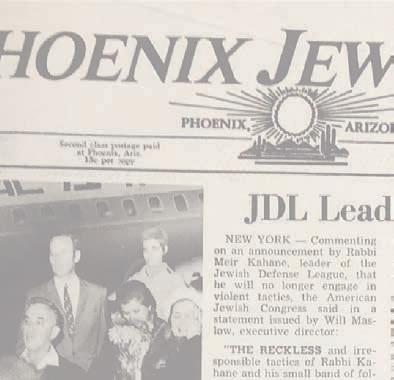 HOENIX JEW
PHOENIX, ARIZO
Second class postage paid
at Phoenix, Ariz.
15c per copy
JDL Lead
NEW YORK — Commenting
on an announcement by Rabbi
Meir Kahane, leader of the
Jewish Defense League, that
he will no longer engage in
violent tactics, the American
Jewish Congress said in a
statement issued by Will Mas-
low, executive director:
"THE RECKLESS and irre-
sponsible tactics of Rabbi Ka-
hane and his small band of fol-